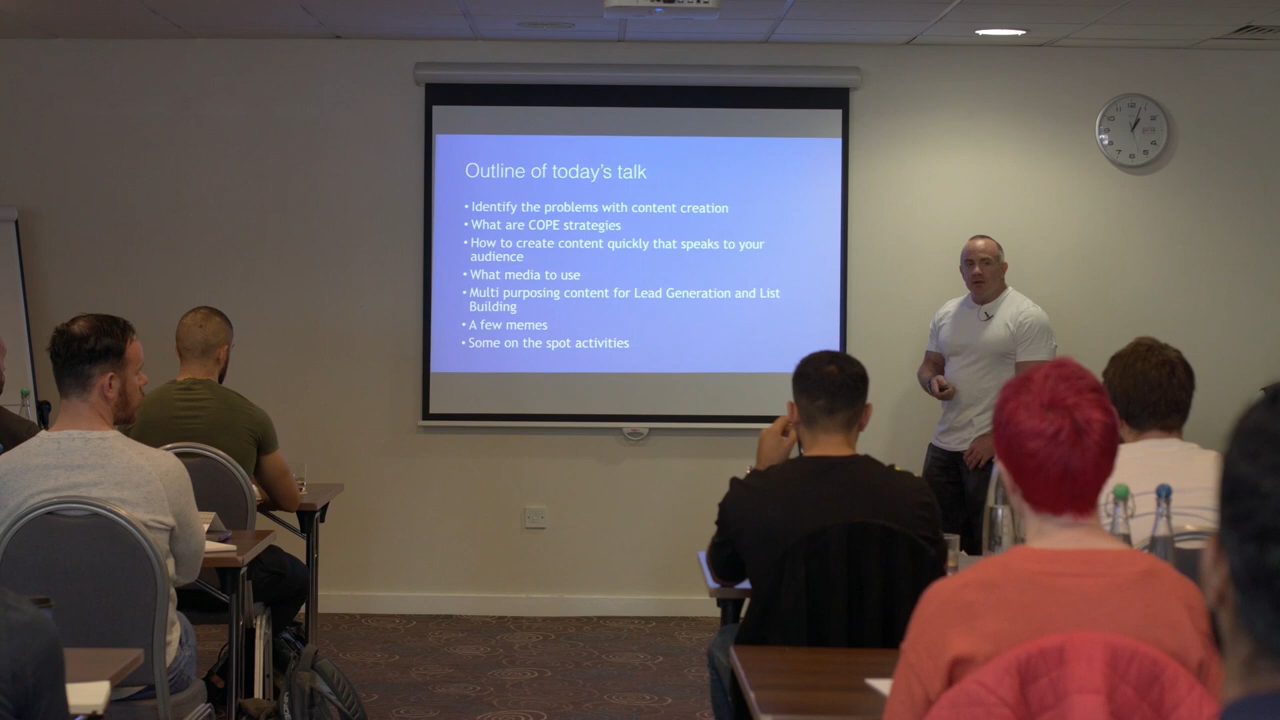 Outline of today's talk
• Identify the problems with content creation
• What are COPE strategies
• How to create content quickly that speaks to your
audience
• What media to use
• Multi purposing content for Lead Generation and List
Building
• A few memes
• Some on the spot activities